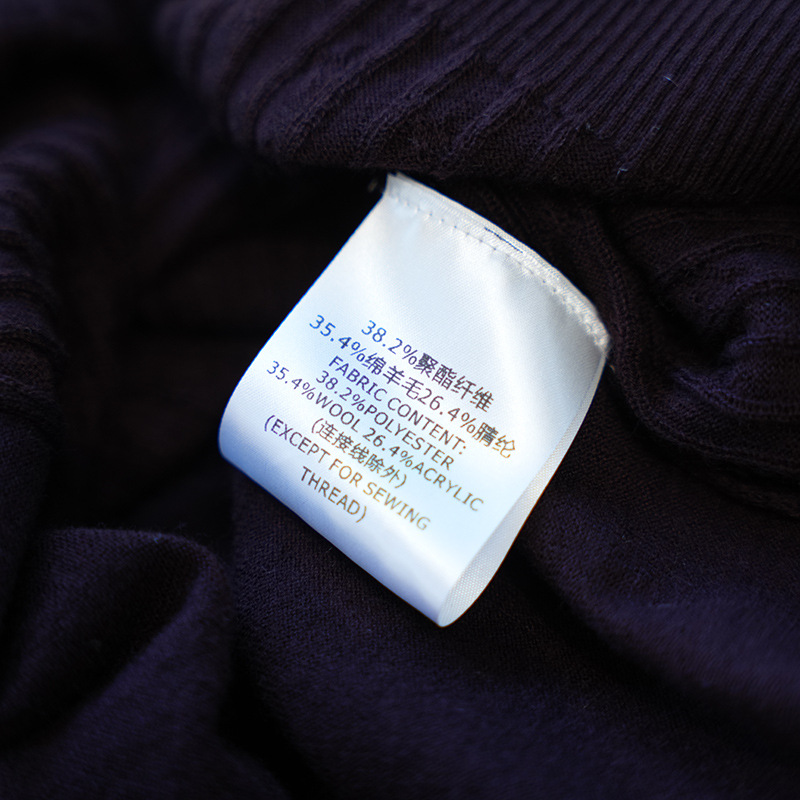 38.2%聚酯纤维
35.4%绵羊毛26.4%腈纶
FABRIC CONTENT:
38.2%POLYESTER
35.4%WOOL 26.4%ACRYLIC
(连接线除外)
(EXCEPT FOR SEWING
THREAD)